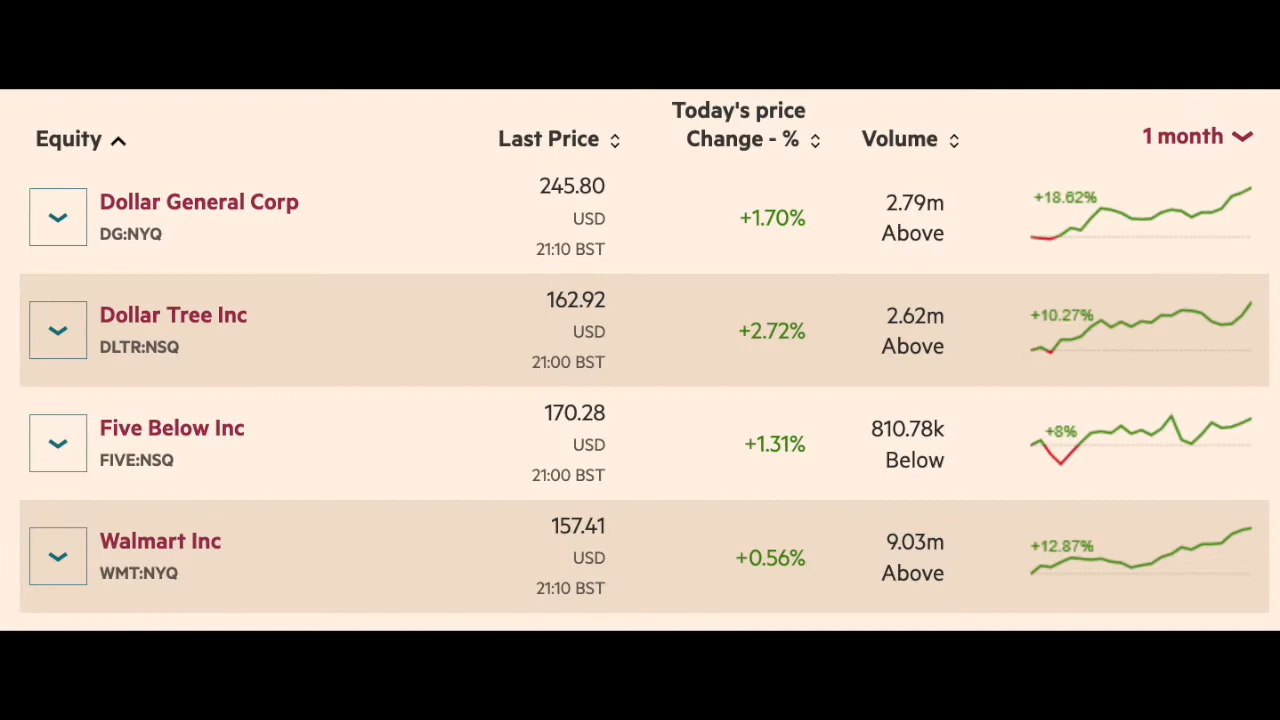 Equity Last Price Today's price Change - % Volume 1 month
Dollar General Corp
DG:NYQ
245.80
USD
21:10 BST
+1.70%
2.79m
Above
+18.62%
Dollar Tree Inc
DLTR:NSQ
162.92
USD
21:00 BST
+2.72%
2.62m
Above
+10.27%
Five Below Inc
FIVE:NSQ
170.28
USD
21:00 BST
+1.31%
810.78k
Below
+8%
Walmart Inc
WMT:NYQ
157.41
USD
21:10 BST
+0.56%
9.03m
Above
+12.87%